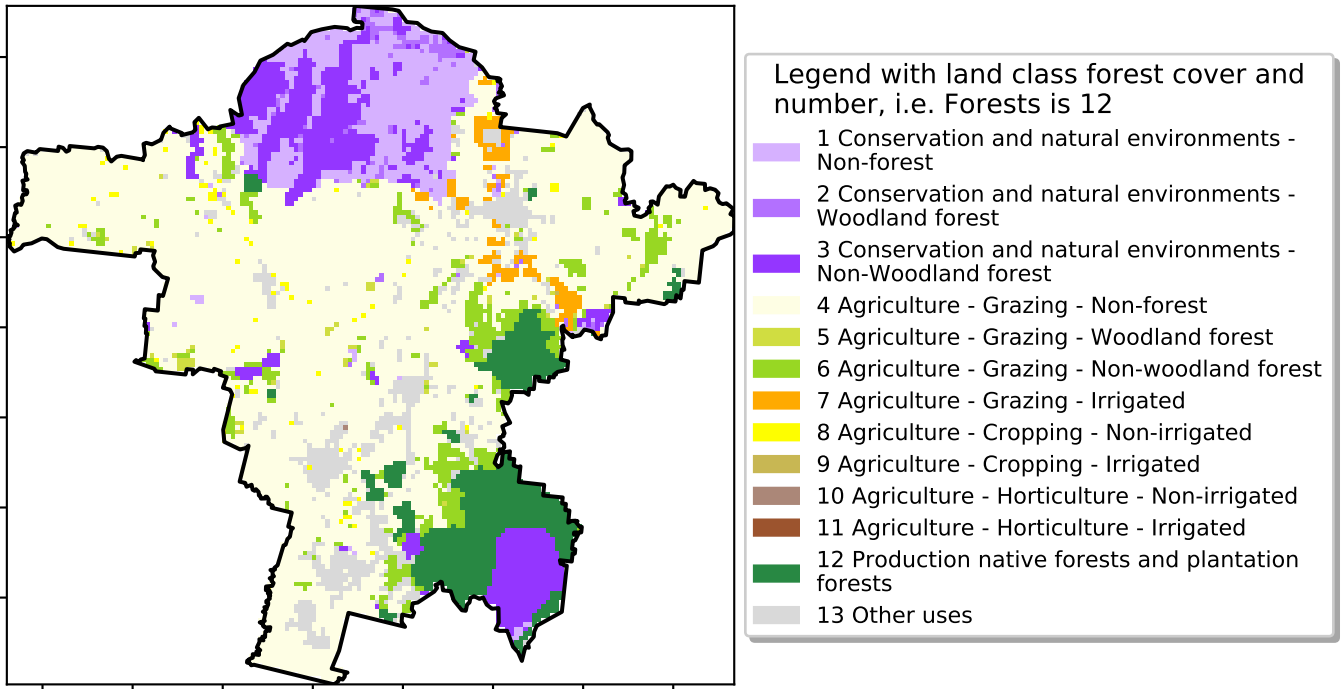 Legend with land class forest cover and
number, i.e. Forests is 12
1 Conservation and natural environments -
Non-forest
2 Conservation and natural environments -
Woodland forest
3 Conservation and natural environments -
Non-Woodland forest
4 Agriculture - Grazing - Non-forest
5 Agriculture - Grazing - Woodland forest
6 Agriculture - Grazing - Non-woodland forest
7 Agriculture - Grazing - Irrigated
8 Agriculture - Cropping - Non-irrigated
9 Agriculture - Cropping - Irrigated
10 Agriculture - Horticulture - Non-irrigated
11 Agriculture - Horticulture - Irrigated
12 Production native forests and plantation
forests
13 Other uses